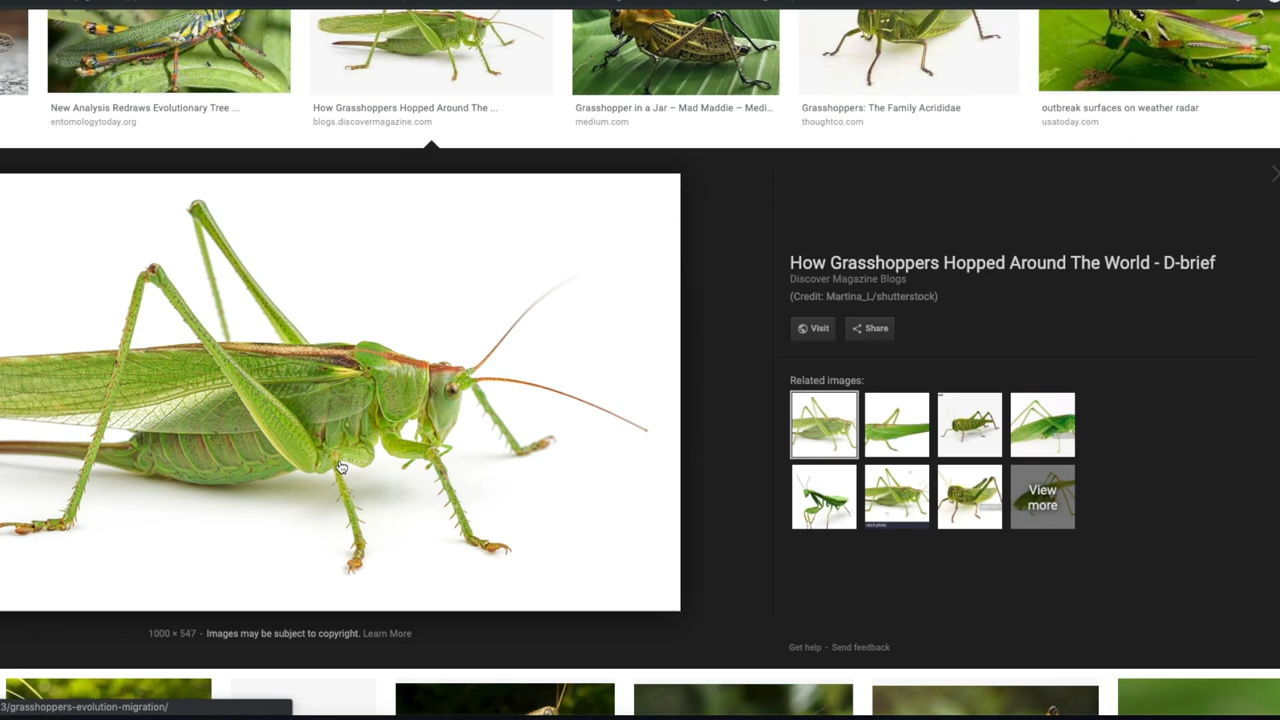 New Analysis Redraws Evolutionary Tree ...
entomologytoday.org
How Grasshoppers Hopped Around The ...
blogs.discovermagazine.com
Grasshopper in a Jar – Mad Maddie – Medi...
medium.com
Grasshoppers: The Family Acrididae
thoughtco.com
outbreak surfaces on weather radar
usatoday.com
How Grasshoppers Hopped Around The World - D-brief
Discover Magazine Blogs
(Credit: Martina_L/shutterstock)
Visit
Share
Related images:
View
more
1000 × 547 - Images may be subject to copyright. Learn More
Get help - Send feedback
3/grasshoppers-evolution-migration/